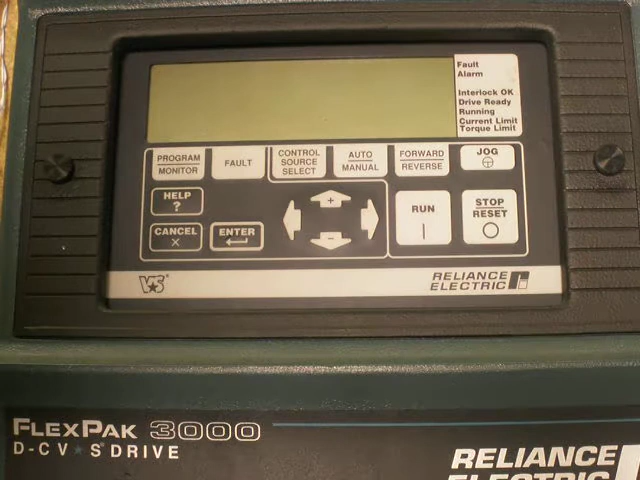 Fault
Alarm
Interlock OK
Drive Ready
Running
Current Limit
Torque Limit
PROGRAM
MONITOR
FAULT
CONTROL
SOURCE
SELECT
AUTO
MANUAL
FORWARD
REVERSE
JOG
HELP
?
CANCEL
X
ENTER
+
−
RUN
|
STOP
RESET
O
V★S®
RELIANCE
ELECTRIC
FLEXPAK 3000
D-C V★S® DRIVE
RELIANCE
ELECTRIC